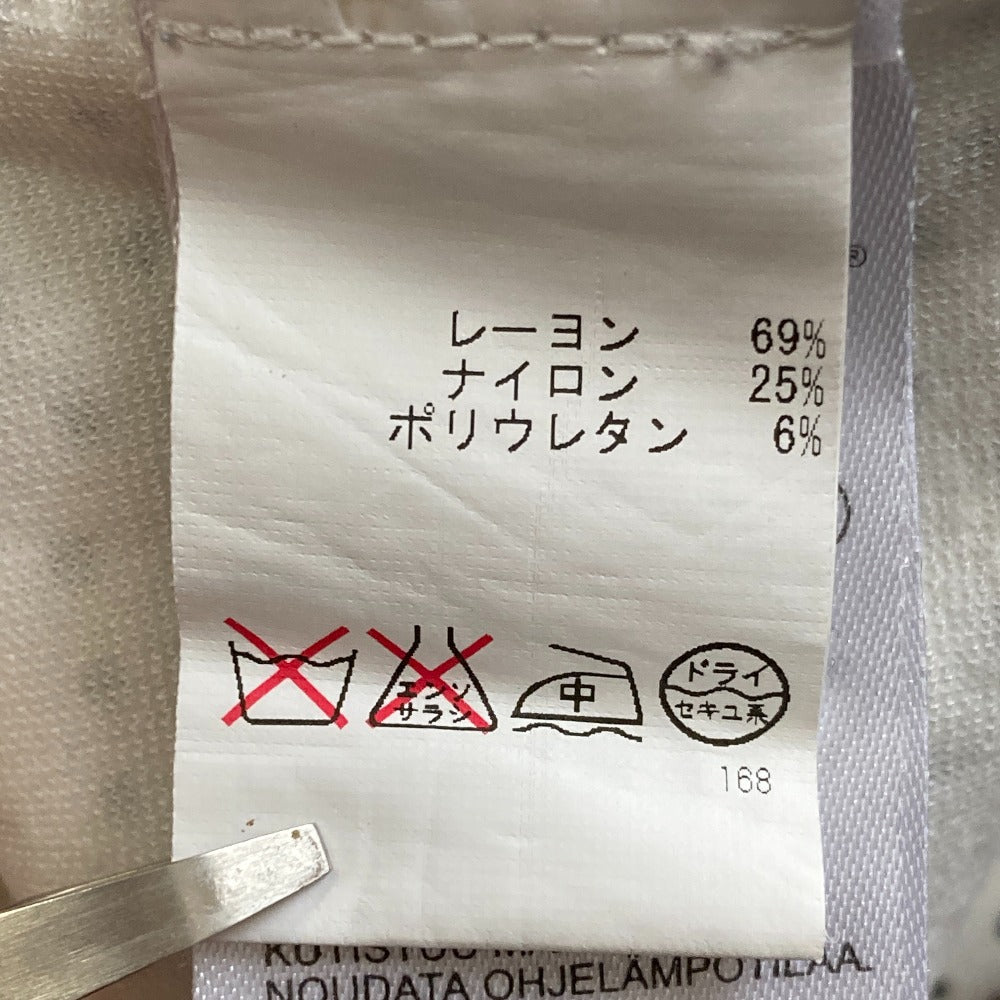 レーヨン 69%
ナイロン 25%
ポリウレタン 6%
エンソ
サラシ
中
ドライ
セキユ系
168
®
KUTISTUU
NOUDATA OHJELÄMPÖTILAA.